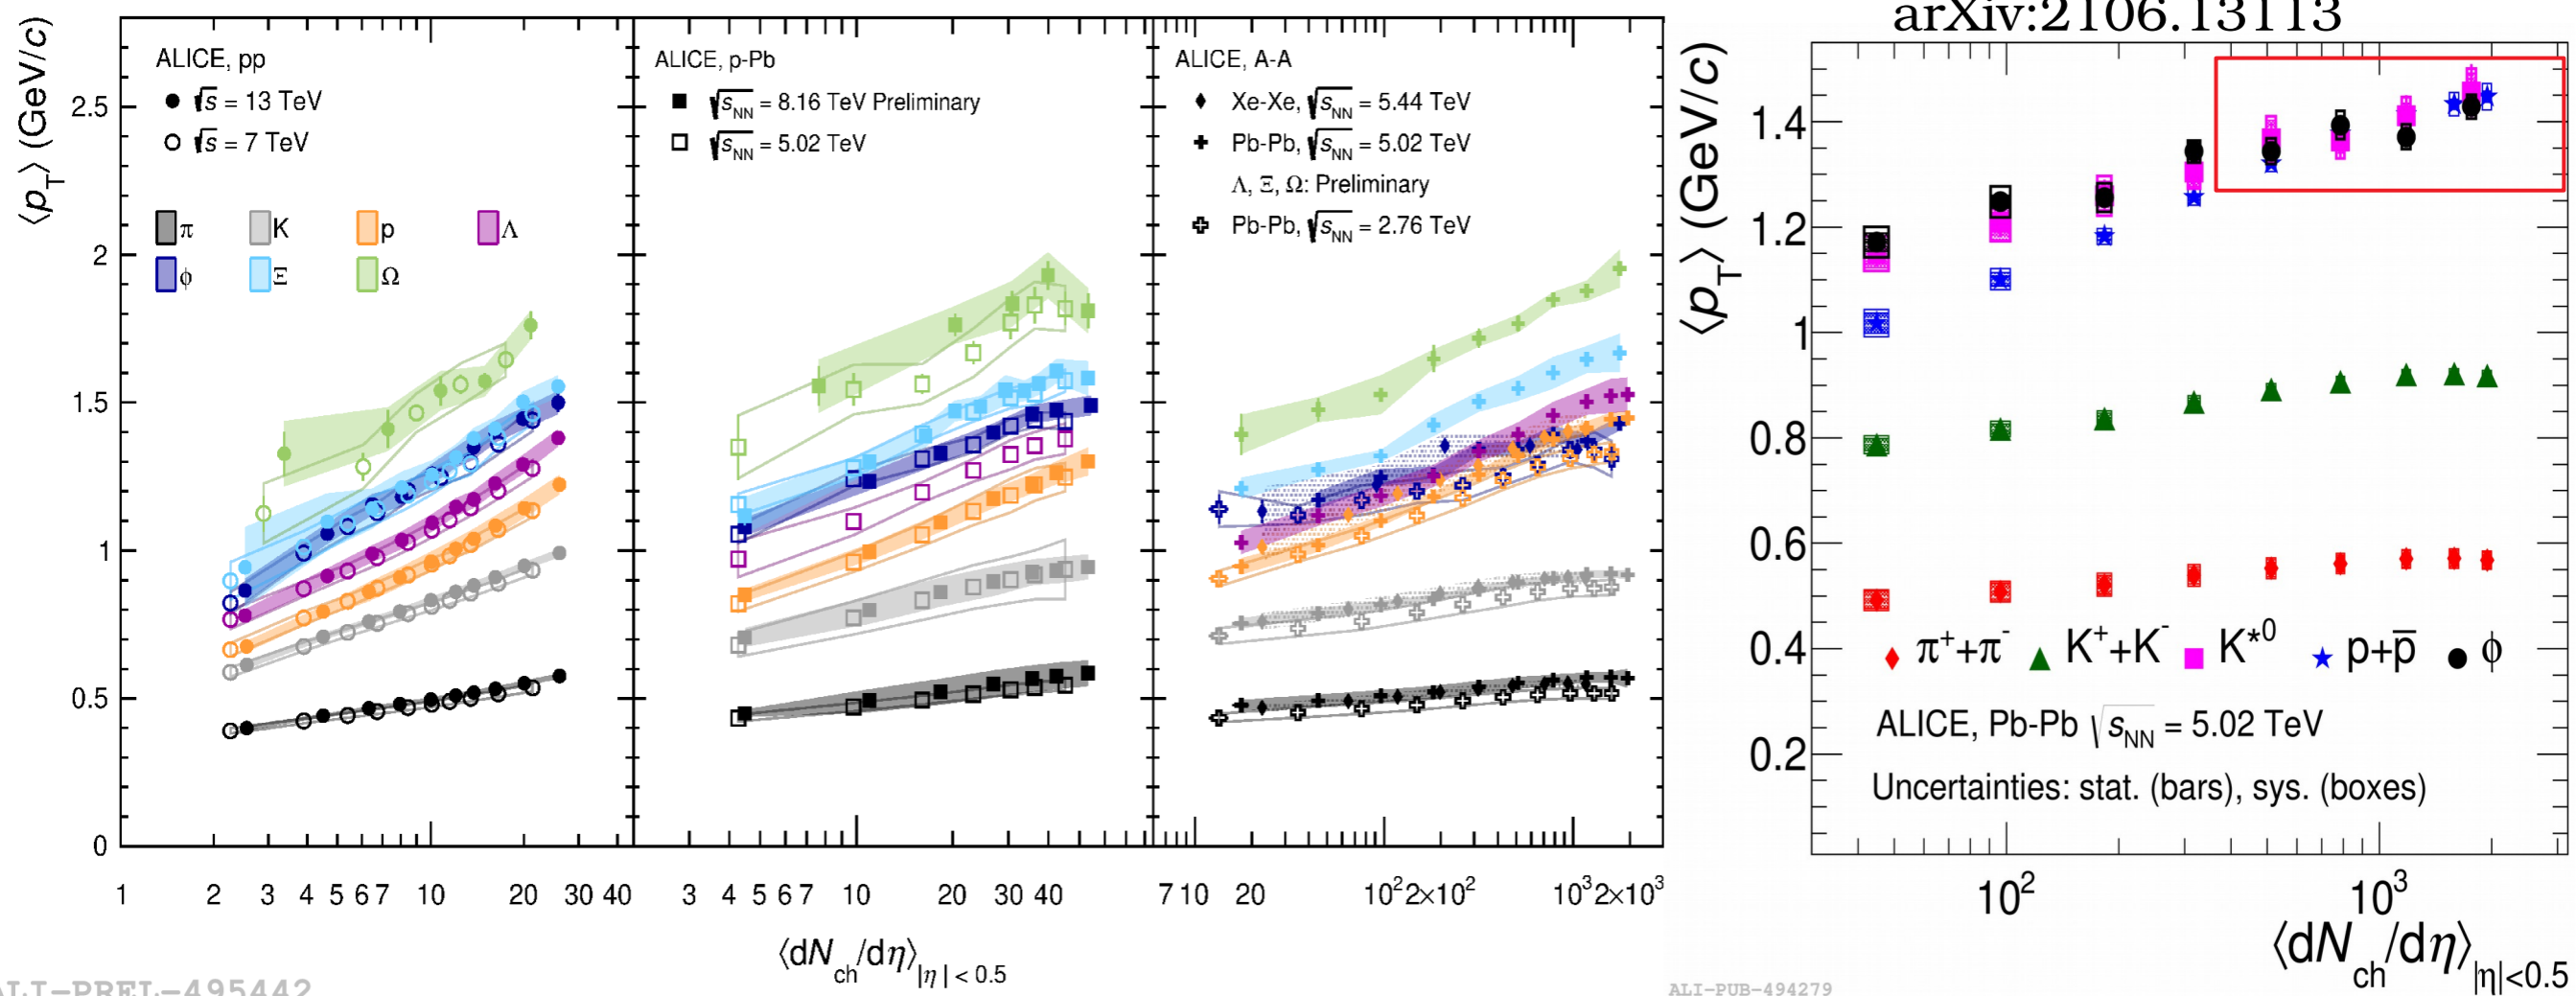 arXiv:2106.13113
⟨p_T⟩ (GeV/c)
ALICE, pp
√s = 13 TeV
√s = 7 TeV
π K p Λ
ϕ Ξ Ω
2.5
2
1.5
1
0.5
0
1 2 3 4 5 6 7 10 20 30 40
ALICE, p-Pb
√s_NN = 8.16 TeV Preliminary
√s_NN = 5.02 TeV
3 4 5 6 7 10 20 30 40
ALICE, A-A
Xe-Xe, √s_NN = 5.44 TeV
Pb-Pb, √s_NN = 5.02 TeV
Λ, Ξ, Ω: Preliminary
Pb-Pb, √s_NN = 2.76 TeV
7 10 20 10² 2×10² 10³ 2×10³
⟨dN_ch/dη⟩_|η| < 0.5
ALI-PREL-495442
⟨p_T⟩ (GeV/c)
1.4
1.2
1
0.8
0.6
0.4
0.2
π⁺+π⁻ K⁺+K⁻ K*⁰ p+p̅ ϕ
ALICE, Pb-Pb √s_NN = 5.02 TeV
Uncertainties: stat. (bars), sys. (boxes)
10² 10³
⟨dN_ch/dη⟩_|η|<0.5
ALI-PUB-494279